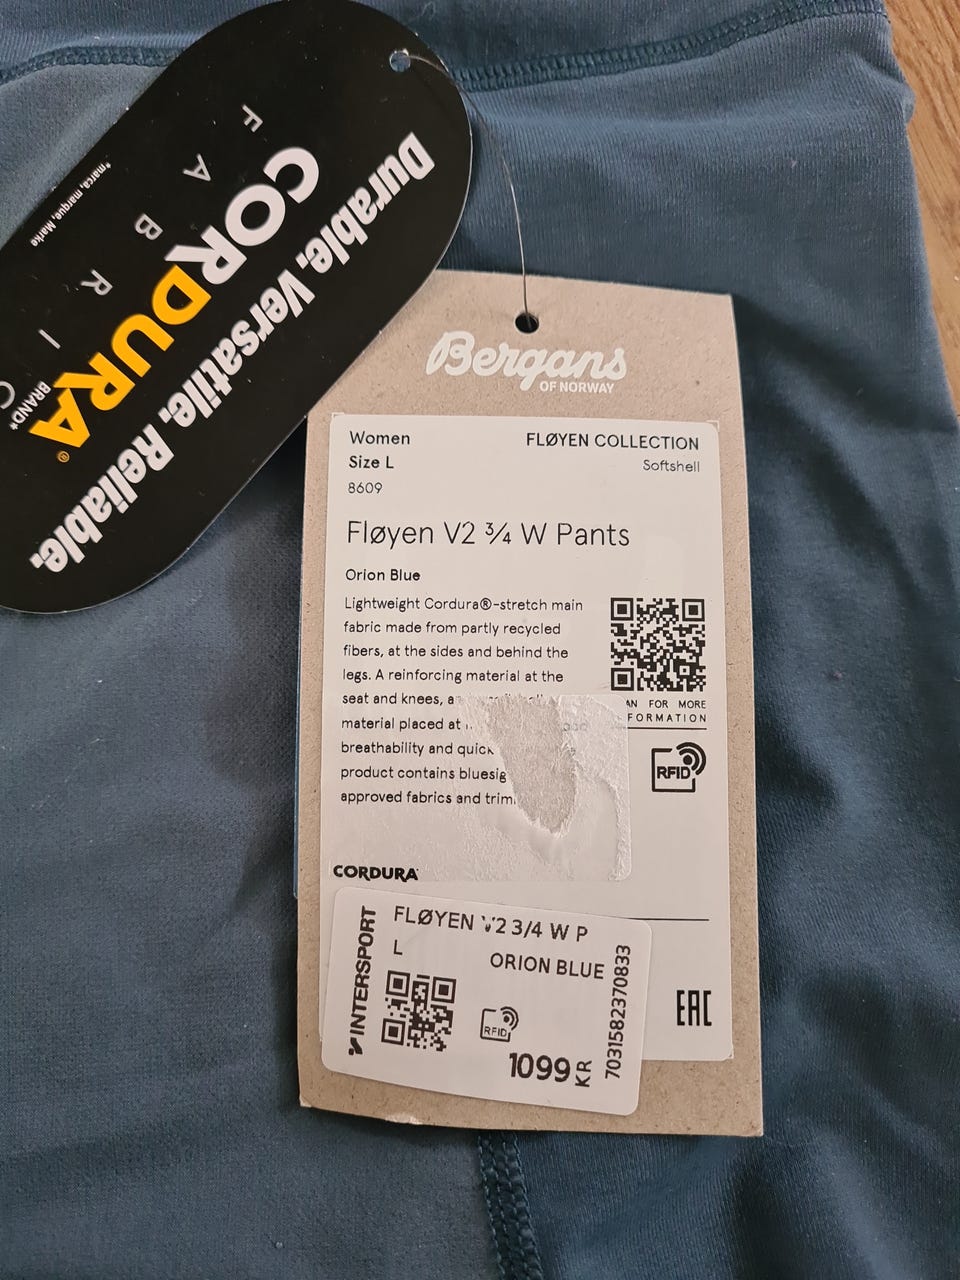 Durable. Versatile. Reliable.
CORDURA®
BRAND*
FABRIC
*marca, marque, Marke
Bergans
OF NORWAY
Women
Size L
8609
FLØYEN COLLECTION
Softshell
Fløyen V2 ¾ W Pants
Orion Blue
Lightweight Cordura®-stretch main
fabric made from partly recycled
fibers, at the sides and behind the
legs. A reinforcing material at the
seat and knees,
material placed at
breathability and quick
product contains
approved fabrics and
FOR MORE
RFID
CORDURA
INTERSPORT
FLØYEN V2 3/4 W P
L
ORION BLUE
RFID
1099 KR
7031582370833
EAC